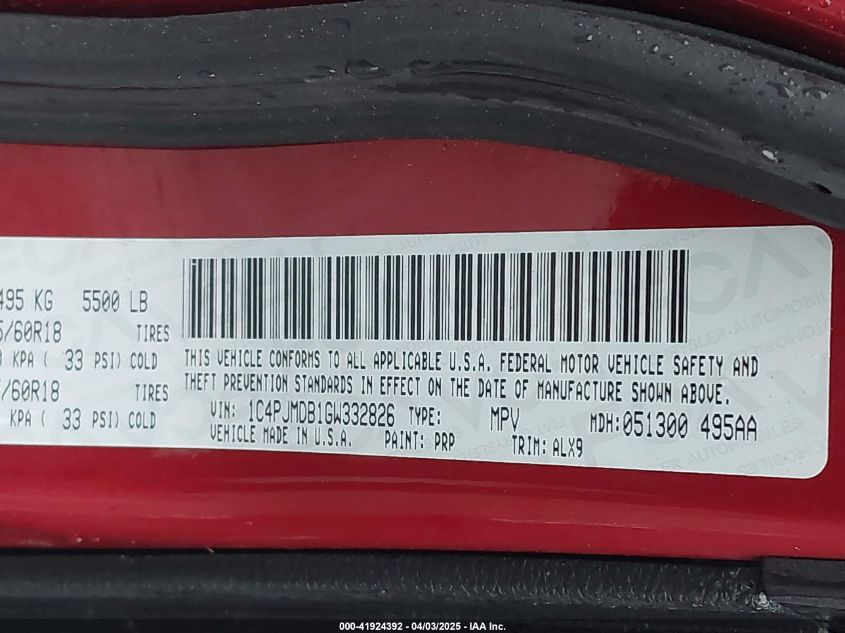 495 KG 5500 LB
5/60R18 TIRES
KPA ( 33 PSI) COLD
/60R18 TIRES
KPA ( 33 PSI) COLD
THIS VEHICLE CONFORMS TO ALL APPLICABLE U.S.A. FEDERAL MOTOR VEHICLE SAFETY AND
THEFT PREVENTION STANDARDS IN EFFECT ON THE DATE OF MANUFACTURE SHOWN ABOVE.
VIN: 1C4PJMDB1GW332826 TYPE: MPV MDH:051300 495AA
VEHICLE MADE IN U.S.A. PAINT: PRP TRIM: ALX9
000-41924392 - 04/03/2025 - IAA Inc.